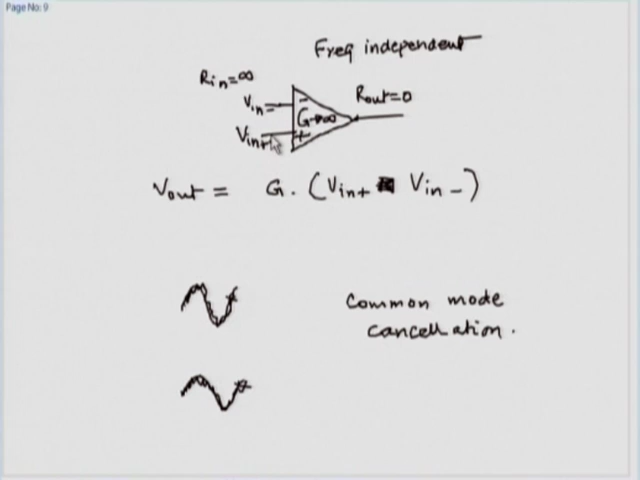 Page No: 9
Freq independent
Rin=∞
Vin-
Rout=0
G→∞
Vin+
Vout = G. (Vin+ - Vin-)
Common mode
cancellation.